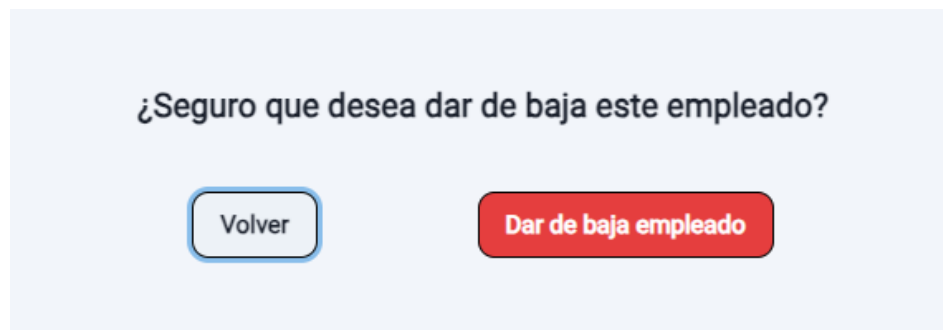 ¿Seguro que desea dar de baja este empleado?
Volver
Dar de baja empleado